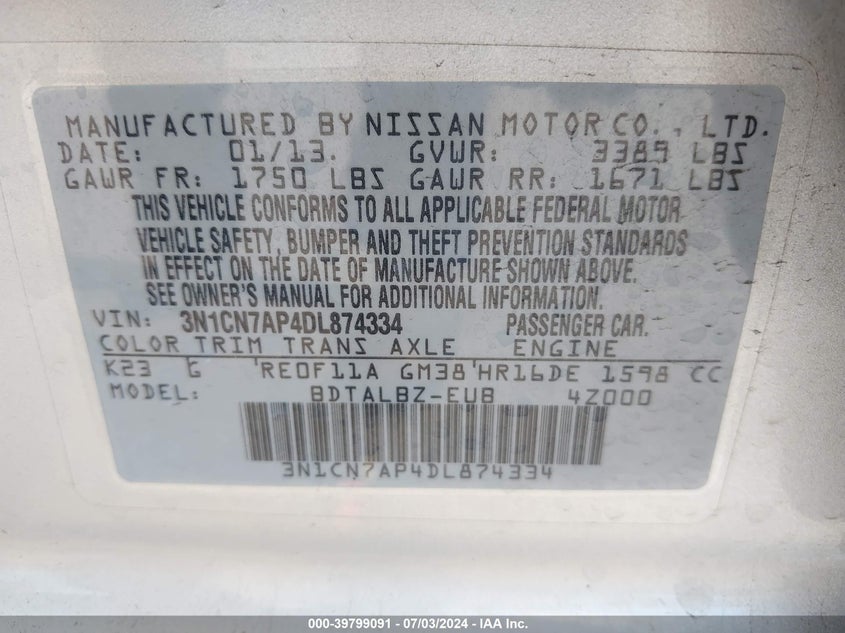 MANUFACTURED BY NISSAN MOTOR CO., LTD.
DATE: 01/13. GVWR: 3389 LBS
GAWR FR: 1750 LBS GAWR RR: 1671 LBS
THIS VEHICLE CONFORMS TO ALL APPLICABLE FEDERAL MOTOR
VEHICLE SAFETY, BUMPER AND THEFT PREVENTION STANDARDS
IN EFFECT ON THE DATE OF MANUFACTURE SHOWN ABOVE.
SEE OWNER'S MANUAL FOR ADDITIONAL INFORMATION.
VIN: 3N1CN7AP4DL874334 PASSENGER CAR.
COLOR TRIM TRANS AXLE ENGINE
K23 G RE0F11A GM38 HR16DE 1598 CC
MODEL: BDTALBZ-EUB 4Z000
3N1CN7AP4DL874334
000-39799091 - 07/03/2024 - IAA Inc.